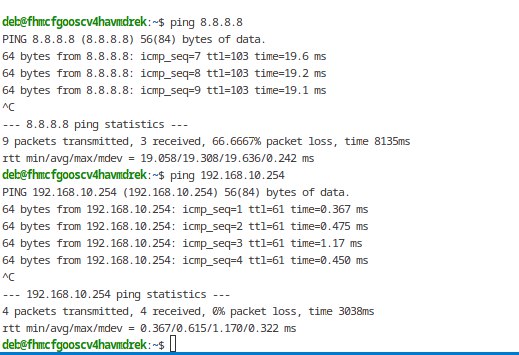 deb@fhmcfgooscv4havmdrek:~$ ping 8.8.8.8
PING 8.8.8.8 (8.8.8.8) 56(84) bytes of data.
64 bytes from 8.8.8.8: icmp_seq=7 ttl=103 time=19.6 ms
64 bytes from 8.8.8.8: icmp_seq=8 ttl=103 time=19.2 ms
64 bytes from 8.8.8.8: icmp_seq=9 ttl=103 time=19.1 ms
^C
--- 8.8.8.8 ping statistics ---
9 packets transmitted, 3 received, 66.6667% packet loss, time 8135ms
rtt min/avg/max/mdev = 19.058/19.308/19.636/0.242 ms
deb@fhmcfgooscv4havmdrek:~$ ping 192.168.10.254
PING 192.168.10.254 (192.168.10.254) 56(84) bytes of data.
64 bytes from 192.168.10.254: icmp_seq=1 ttl=61 time=0.367 ms
64 bytes from 192.168.10.254: icmp_seq=2 ttl=61 time=0.475 ms
64 bytes from 192.168.10.254: icmp_seq=3 ttl=61 time=1.17 ms
64 bytes from 192.168.10.254: icmp_seq=4 ttl=61 time=0.450 ms
^C
--- 192.168.10.254 ping statistics ---
4 packets transmitted, 4 received, 0% packet loss, time 3038ms
rtt min/avg/max/mdev = 0.367/0.615/1.170/0.322 ms
deb@fhmcfgooscv4havmdrek:~$